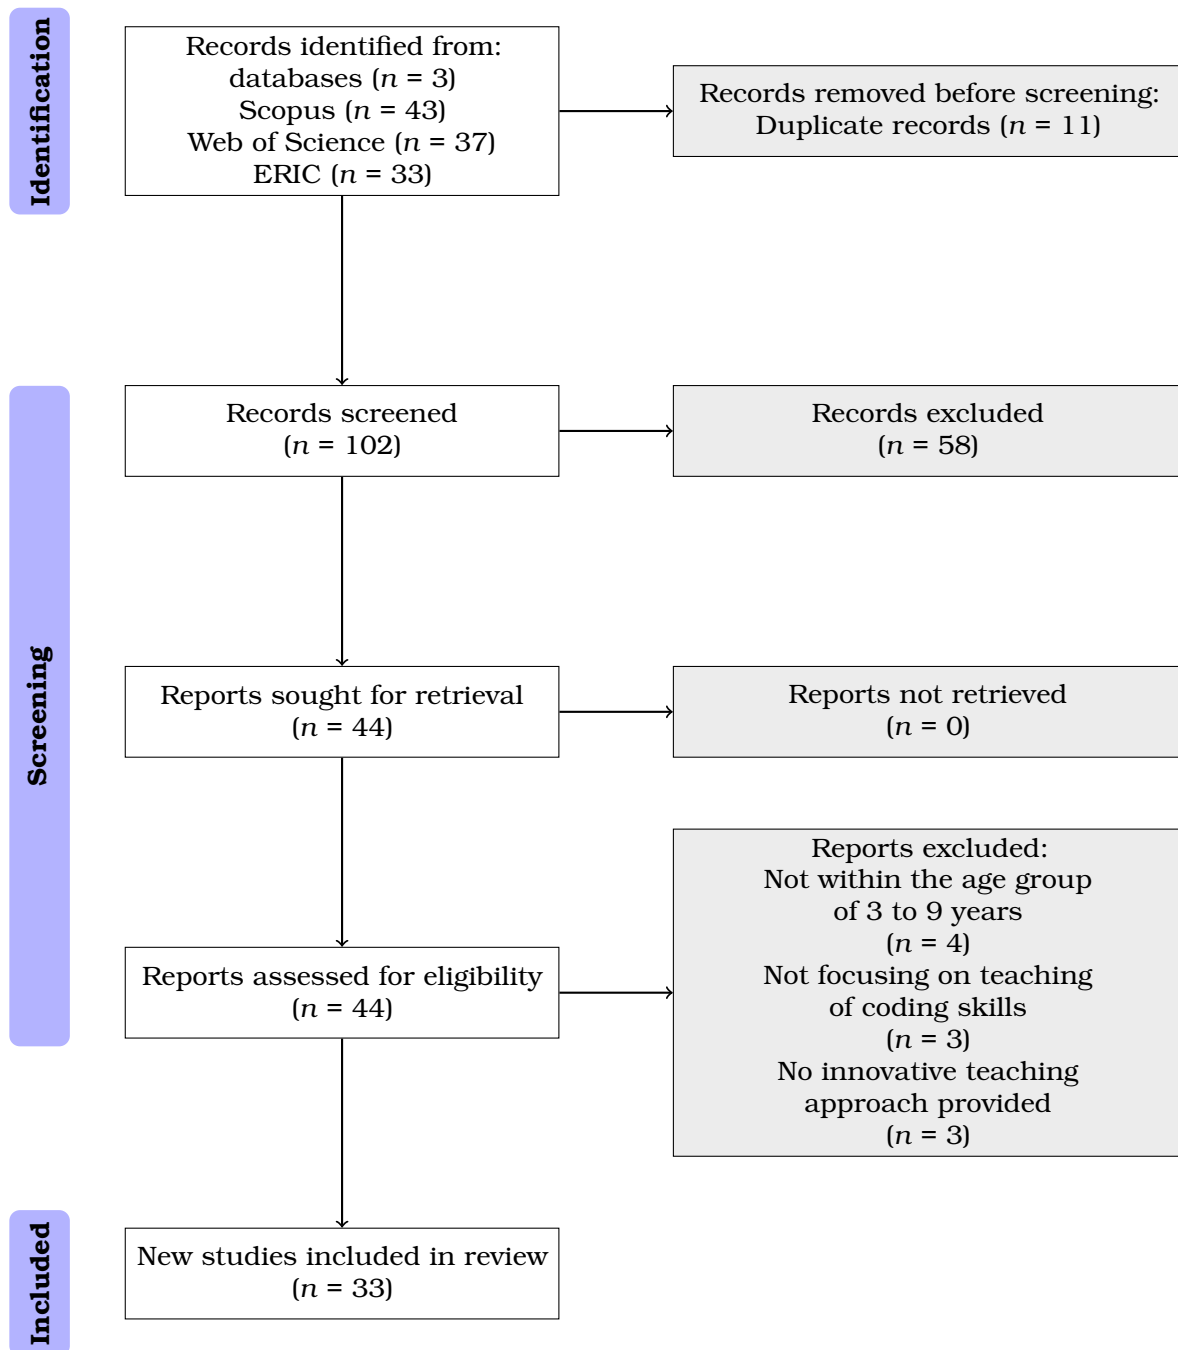 Identification
Records identified from:
databases (n = 3)
Scopus (n = 43)
Web of Science (n = 37)
ERIC (n = 33)
Records removed before screening:
Duplicate records (n = 11)
Screening
Records screened
(n = 102)
Records excluded
(n = 58)
Reports sought for retrieval
(n = 44)
Reports not retrieved
(n = 0)
Reports assessed for eligibility
(n = 44)
Reports excluded:
Not within the age group
of 3 to 9 years
(n = 4)
Not focusing on teaching
of coding skills
(n = 3)
No innovative teaching
approach provided
(n = 3)
Included
New studies included in review
(n = 33)